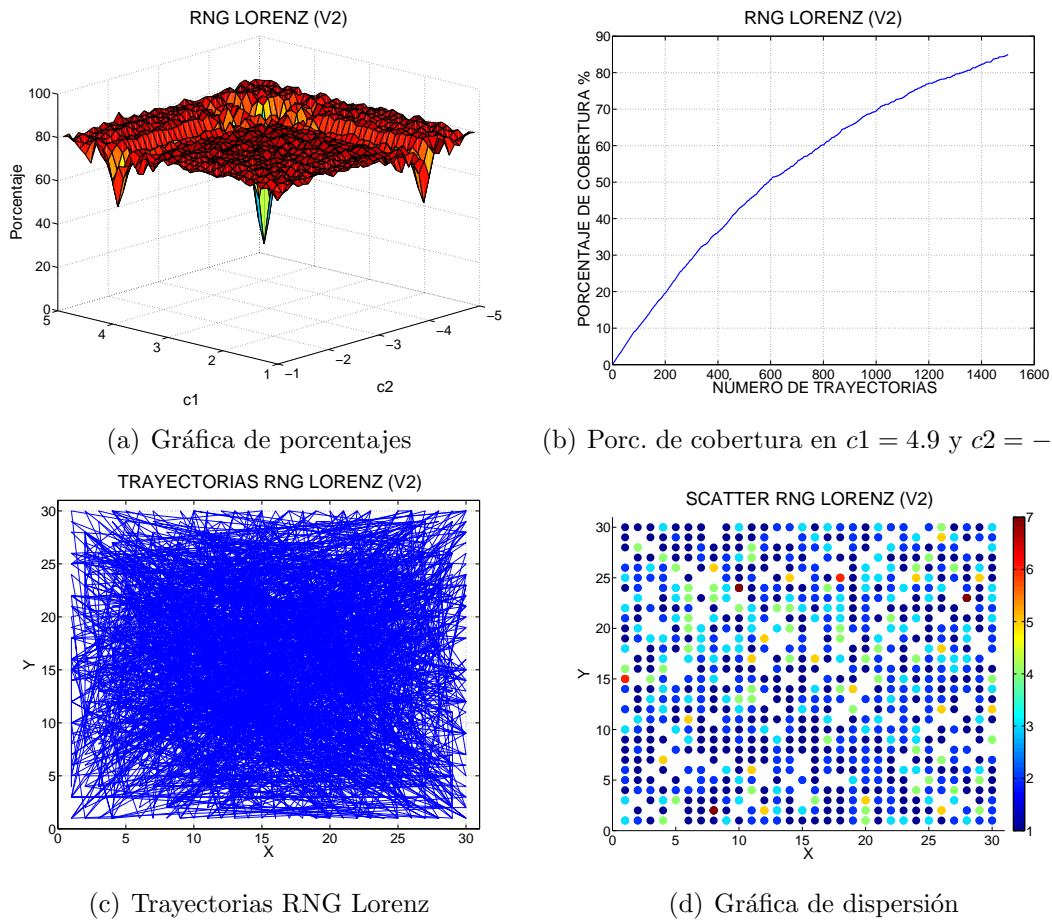 RNG LORENZ (V2)
100
80
60
40
20
0
Porcentaje
5
4
3
2
1
c1
−1
−2
−3
−4
−5
c2
(a) Gráfica de porcentajes
RNG LORENZ (V2)
90
80
70
60
50
40
30
20
10
0
PORCENTAJE DE COBERTURA %
0 200 400 600 800 1000 1200 1400 1600
NÚMERO DE TRAYECTORIAS
(b) Porc. de cobertura en c1 = 4.9 y c2 = −
TRAYECTORIAS RNG LORENZ (V2)
30
25
20
15
10
5
0
Y
0 5 10 15 20 25 30
X
(c) Trayectorias RNG Lorenz
SCATTER RNG LORENZ (V2)
30
25
20
15
10
5
0
Y
0 5 10 15 20 25 30
X
7
6
5
4
3
2
1
(d) Gráfica de dispersión